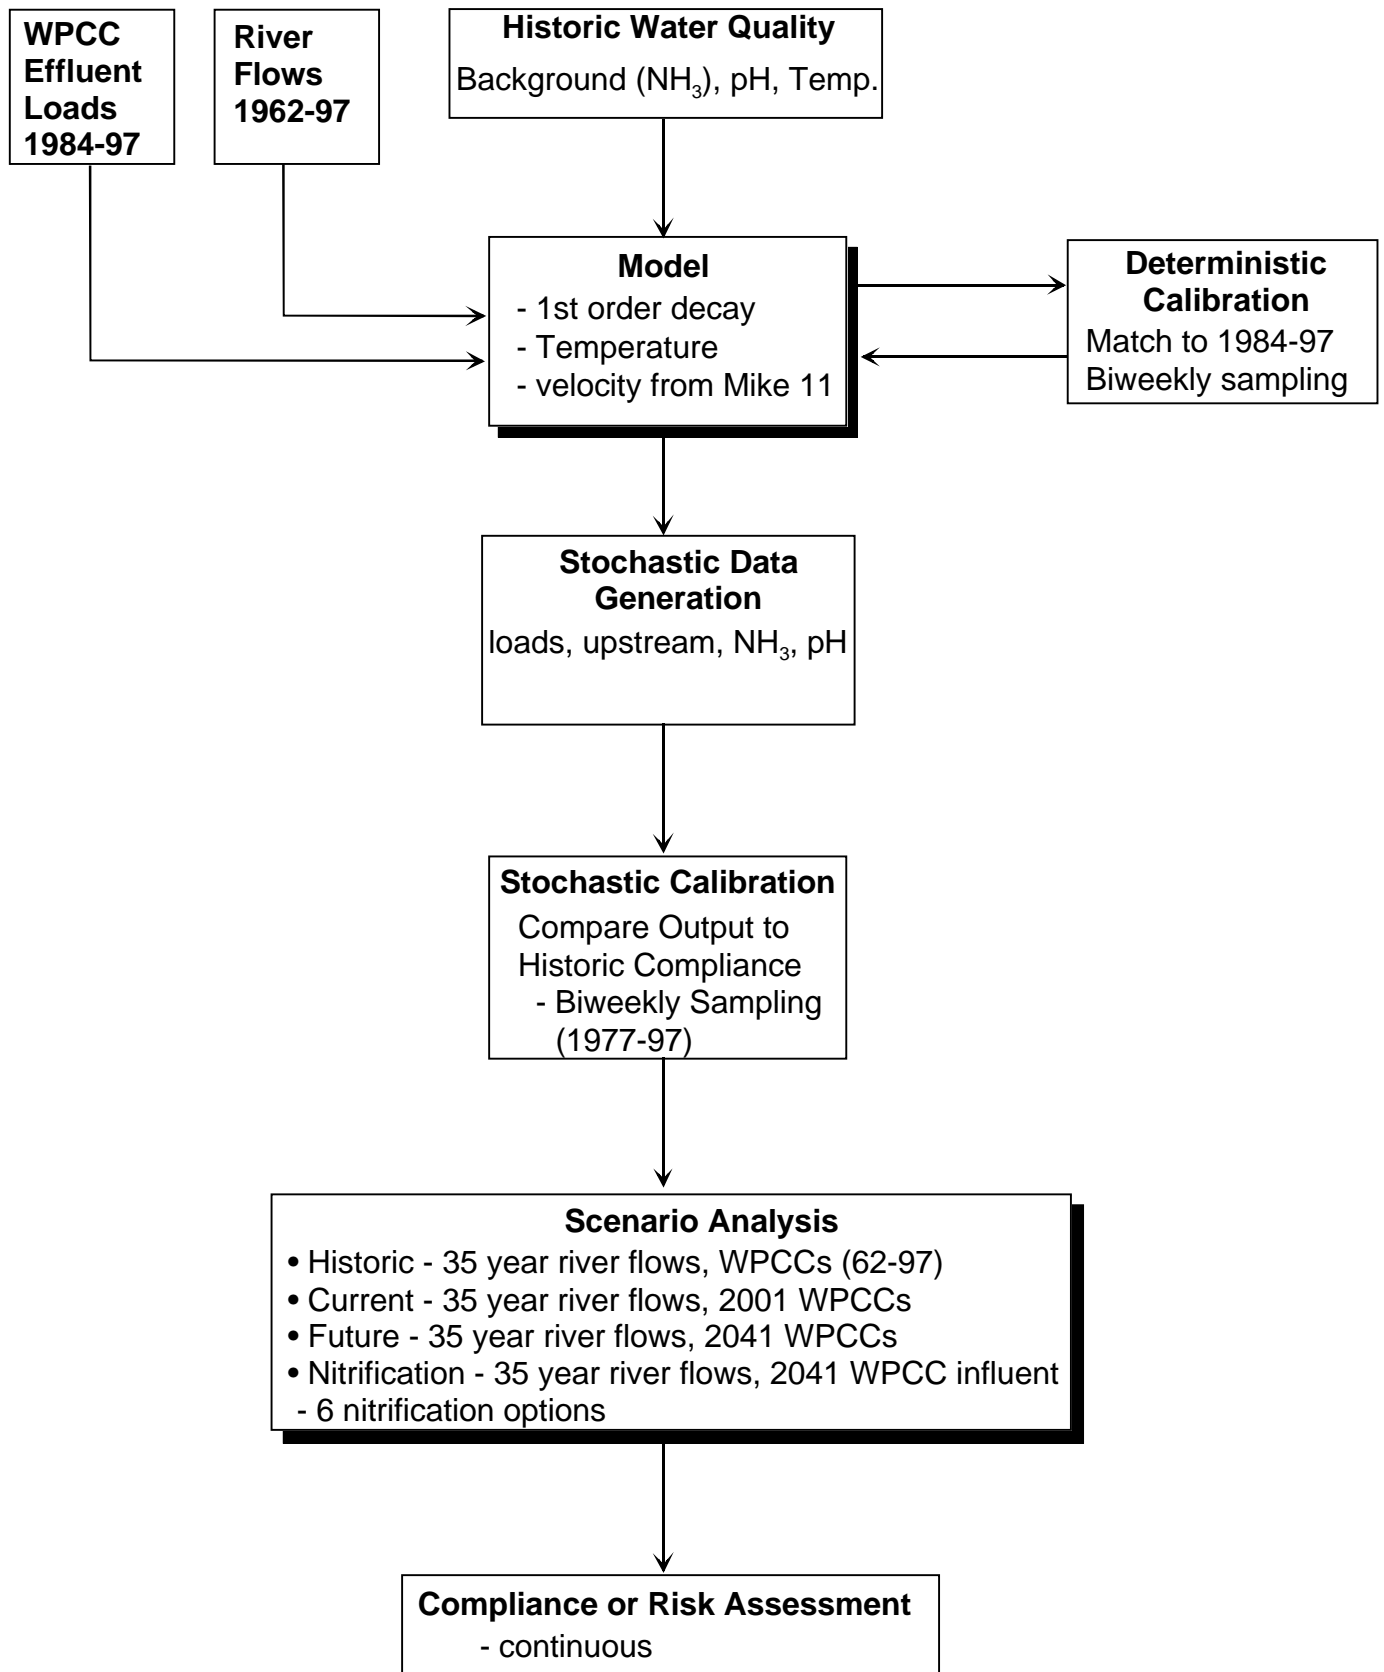 WPCC
Effluent
Loads
1984-97
River
Flows
1962-97
Historic Water Quality
Background (NH₃), pH, Temp.
Model
- 1st order decay
- Temperature
- velocity from Mike 11
Deterministic
Calibration
Match to 1984-97
Biweekly sampling
Stochastic Data
Generation
loads, upstream, NH₃, pH
Stochastic Calibration
Compare Output to
Historic Compliance
- Biweekly Sampling
(1977-97)
Scenario Analysis
• Historic - 35 year river flows, WPCCs (62-97)
• Current - 35 year river flows, 2001 WPCCs
• Future - 35 year river flows, 2041 WPCCs
• Nitrification - 35 year river flows, 2041 WPCC influent
- 6 nitrification options
Compliance or Risk Assessment
- continuous